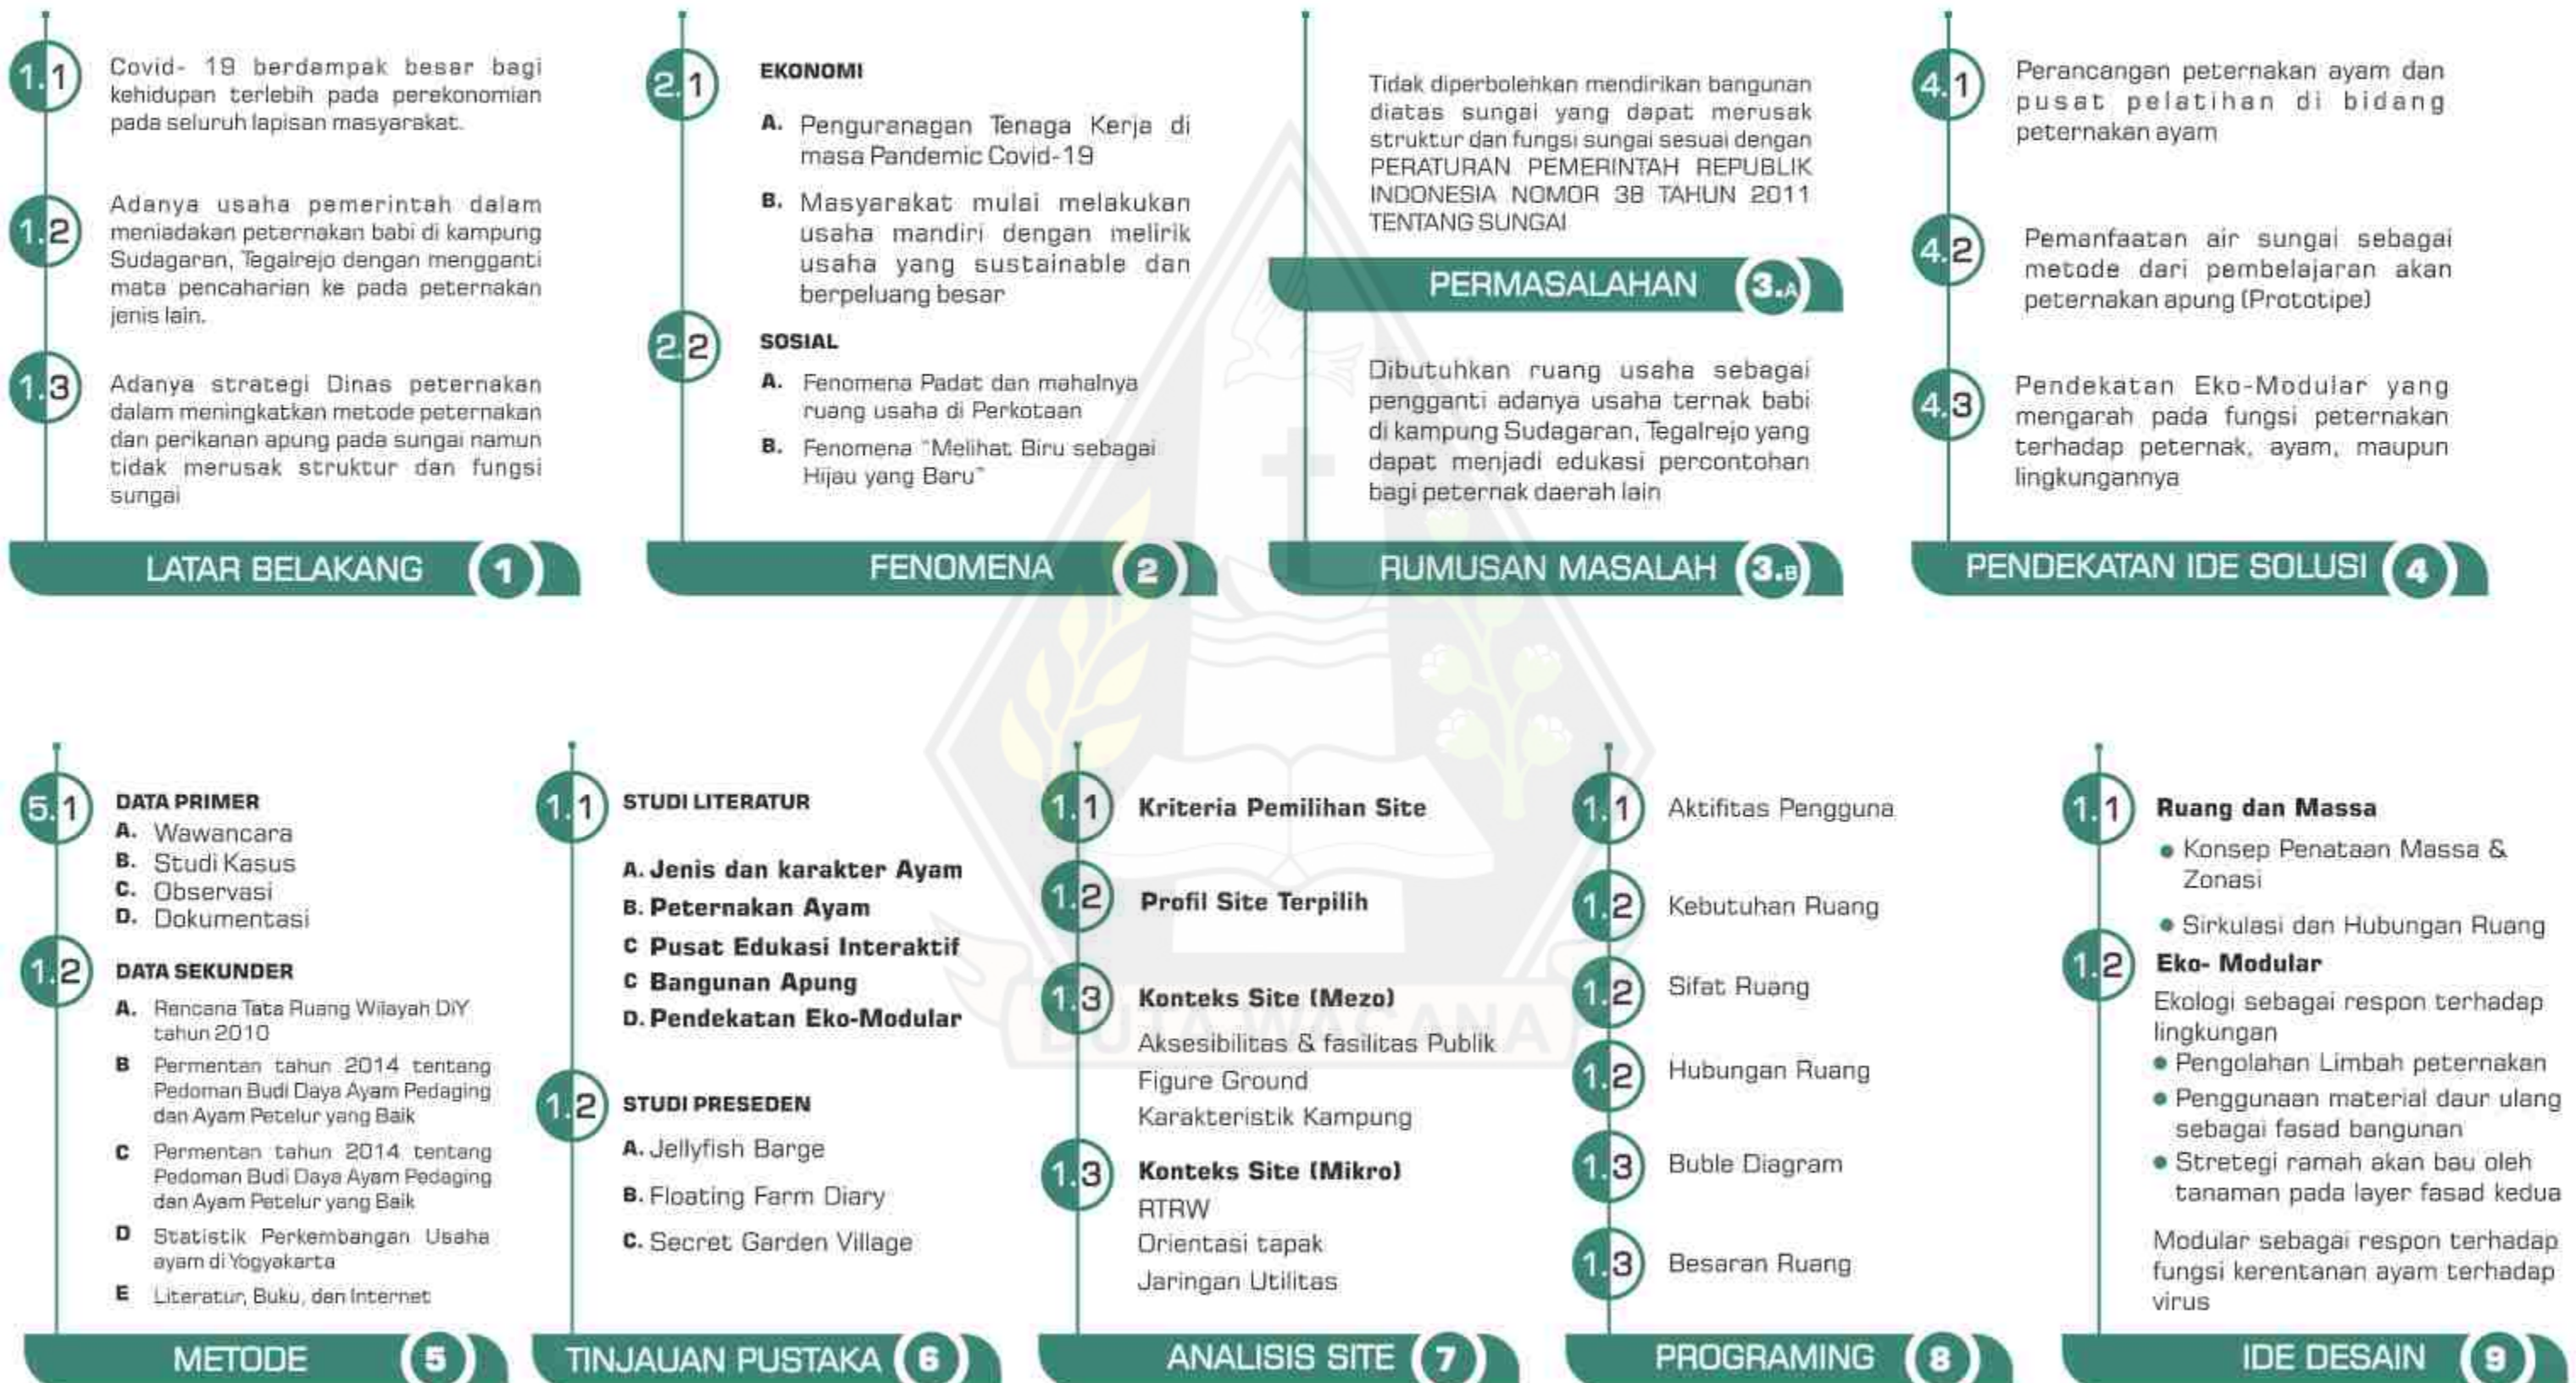 1.1
Covid- 19 berdampak besar bagi
kehidupan terlebih pada perekonomian
pada seluruh lapisan masyarakat.
1.2
Adanya usaha pemerintah dalam
meniadakan peternakan babi di kampung
Sudagaran, Tegalrejo dengan mengganti
mata pencaharian ke pada peternakan
jenis lain.
1.3
Adanya strategi Dinas peternakan
dalam meningkatkan metode peternakan
dan perikanan apung pada sungai namun
tidak merusak struktur dan fungsi
sungai
LATAR BELAKANG 1
2.1
EKONOMI
A. Penguranagan Tenaga Kerja di
masa Pandemic Covid-19
B. Masyarakat mulai melakukan
usaha mandiri dengan melirik
usaha yang sustainable dan
berpeluang besar
2.2
SOSIAL
A. Fenomena Padat dan mahalnya
ruang usaha di Perkotaan
B. Fenomena "Melihat Biru sebagai
Hijau yang Baru"
FENOMENA 2
Tidak diperbolehkan mendirikan bangunan
diatas sungai yang dapat merusak
struktur dan fungsi sungai sesuai dengan
PERATURAN PEMERINTAH REPUBLIK
INDONESIA NOMOR 38 TAHUN 2011
TENTANG SUNGAI
PERMASALAHAN 3.A
Dibutuhkan ruang usaha sebagai
pengganti adanya usaha ternak babi
di kampung Sudagaran, Tegalrejo yang
dapat menjadi edukasi percontohan
bagi peternak daerah lain
RUMUSAN MASALAH 3.B
4.1
Perancangan peternakan ayam dan
pusat pelatihan di bidang
peternakan ayam
4.2
Pemanfaatan air sungai sebagai
metode dari pembelajaran akan
peternakan apung (Prototipe)
4.3
Pendekatan Eko-Modular yang
mengarah pada fungsi peternakan
terhadap peternak, ayam, maupun
lingkungannya
PENDEKATAN IDE SOLUSI 4
5.1
DATA PRIMER
A. Wawancara
B. Studi Kasus
C. Observasi
D. Dokumentasi
1.2
DATA SEKUNDER
A. Rencana Tata Ruang Wilayah DiY
tahun 2010
B Permentan tahun 2014 tentang
Pedoman Budi Daya Ayam Pedaging
dan Ayam Petelur yang Baik
C Permentan tahun 2014 tentang
Pedoman Budi Daya Ayam Pedaging
dan Ayam Petelur yang Baik
D Statistik Perkembangan Usaha
ayam di Yogyakarta
E Literatur, Buku, dan Internet
METODE 5
1.1
STUDI LITERATUR
A. Jenis dan karakter Ayam
B. Peternakan Ayam
C Pusat Edukasi Interaktif
C Bangunan Apung
D. Pendekatan Eko-Modular
1.2
STUDI PRESEDEN
A. Jellyfish Barge
B. Floating Farm Diary
C. Secret Garden Village
TINJAUAN PUSTAKA 6
1.1
Kriteria Pemilihan Site
1.2
Profil Site Terpilih
1.3
Konteks Site (Mezo)
Aksesibilitas & fasilitas Publik
Figure Ground
Karakteristik Kampung
1.3
Konteks Site (Mikro)
RTRW
Orientasi tapak
Jaringan Utilitas
ANALISIS SITE 7
1.1
Aktifitas Pengguna
1.2
Kebutuhan Ruang
1.2
Sifat Ruang
1.2
Hubungan Ruang
1.3
Buble Diagram
1.3
Besaran Ruang
PROGRAMING 8
1.1
Ruang dan Massa
• Konsep Penataan Massa &
Zonasi
• Sirkulasi dan Hubungan Ruang
1.2
Eko- Modular
Ekologi sebagai respon terhadap
lingkungan
• Pengolahan Limbah peternakan
• Penggunaan material daur ulang
sebagai fasad bangunan
• Stretegi ramah akan bau oleh
tanaman pada layer fasad kedua
Modular sebagai respon terhadap
fungsi kerentanan ayam terhadap
virus
IDE DESAIN 9
DUTA WACANA